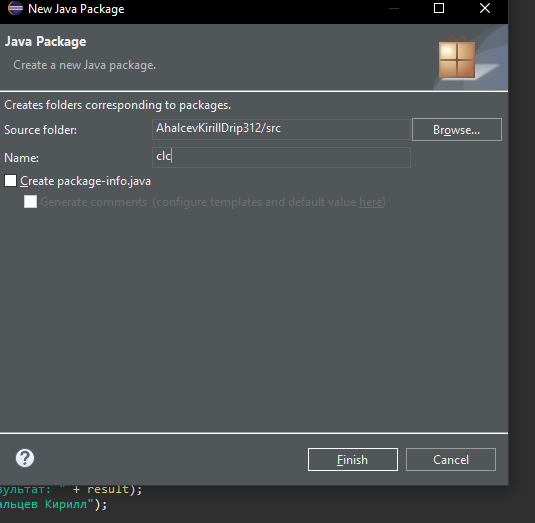 New Java Package
Java Package
Create a new Java package.
Creates folders corresponding to packages.
Source folder:
AhalcevKirillDrip312/src
Browse...
Name:
clc
Create package-info.java
Generate comments (configure templates and default value here)
Finish
Cancel
зультат: " + result);
альцев Кирилл");